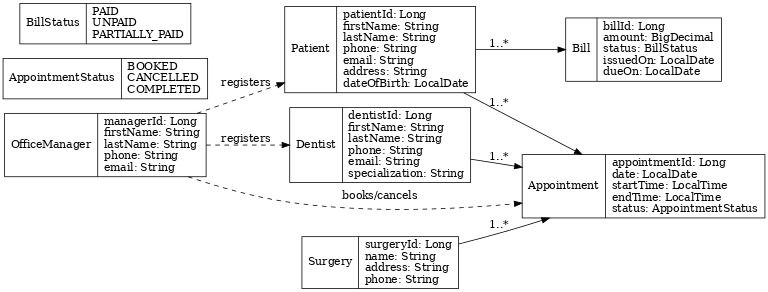 BillStatus
PAID
UNPAID
PARTIALLY_PAID
AppointmentStatus
BOOKED
CANCELLED
COMPLETED
OfficeManager
managerId: Long
firstName: String
lastName: String
phone: String
email: String
registers
registers
books/cancels
Patient
patientId: Long
firstName: String
lastName: String
phone: String
email: String
address: String
dateOfBirth: LocalDate
Dentist
dentistId: Long
firstName: String
lastName: String
phone: String
email: String
specialization: String
Surgery
surgeryId: Long
name: String
address: String
phone: String
1..*
1..*
1..*
1..*
Bill
billId: Long
amount: BigDecimal
status: BillStatus
issuedOn: LocalDate
dueOn: LocalDate
Appointment
appointmentId: Long
date: LocalDate
startTime: LocalTime
endTime: LocalTime
status: AppointmentStatus